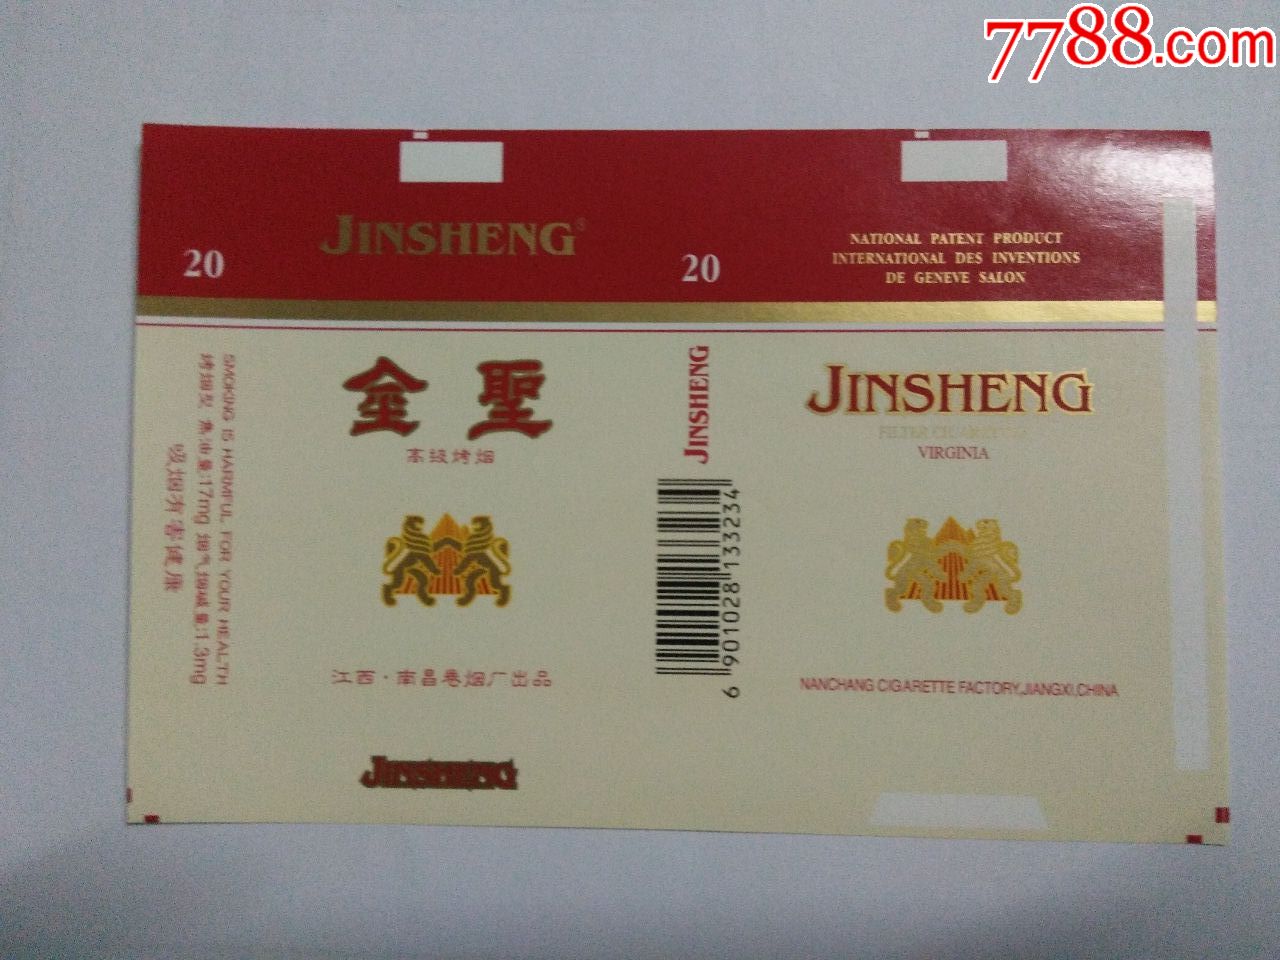 7788.com
JINSHENG®
20
20
NATIONAL PATENT PRODUCT
INTERNATIONAL DES INVENTIONS
DE GENEVE SALON
SMOKING IS HARMFUL FOR YOUR HEALTH
烤烟型 焦油量:17mg 烟气烟碱量:1.3mg
吸烟有害健康
金聖
高级烤烟
江西·南昌卷烟厂出品
JINSHENG
JINSHENG
6 901028 133234
JINSHENG
FILTER CIGARETTES
VIRGINIA
NANCHANG CIGARETTE FACTORY,JIANGXI,CHINA